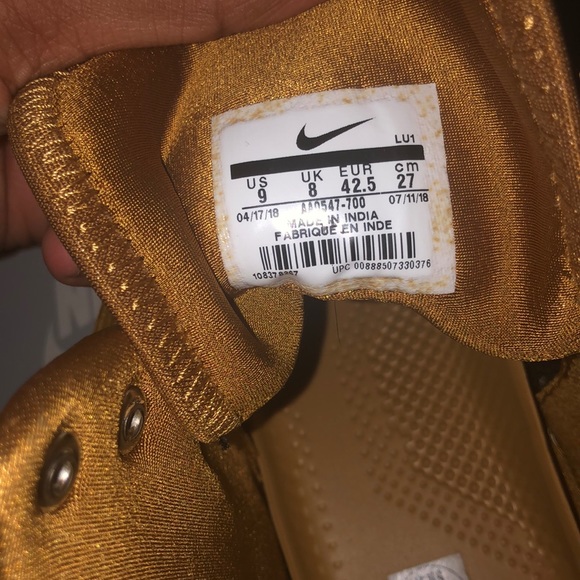 LU1
US UK EUR cm
9 8 42.5 27
04/17/18 AA0547-700 07/11/18
MADE IN INDIA
FABRIQUE EN INDE
UPC 00888507330376